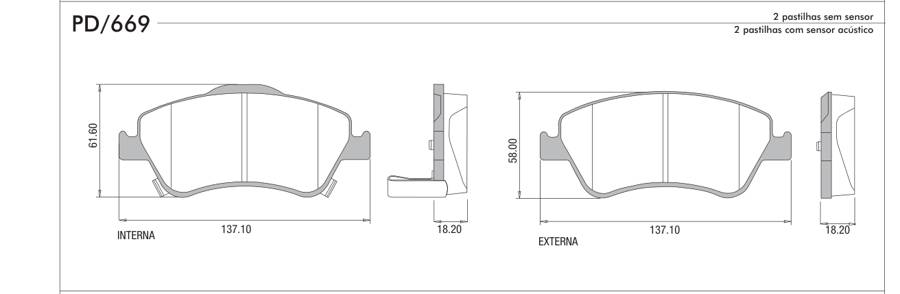 PD/669
2 pastilhas sem sensor
2 pastilhas com sensor acústico
61.60
137.10
18.20
INTERNA
58.00
137.10
18.20
EXTERNA